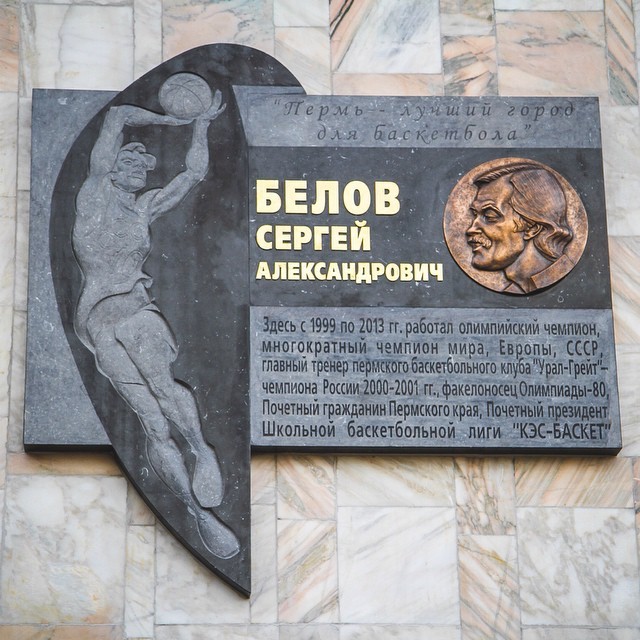 "Пермь - лучший город
для баскетбола"
БЕЛОВ
СЕРГЕЙ
АЛЕКСАНДРОВИЧ
Здесь с 1999 по 2013 гг. работал олимпийский чемпион,
многократный чемпион мира, Европы, СССР,
главный тренер пермского баскетбольного клуба "Урал-Грейт"-
чемпиона России 2000-2001 гг., факелоносец Олимпиады-80
Почетный гражданин Пермского края, Почетный президент
Школьной баскетбольной лиги "КЭС-БАСКЕТ"